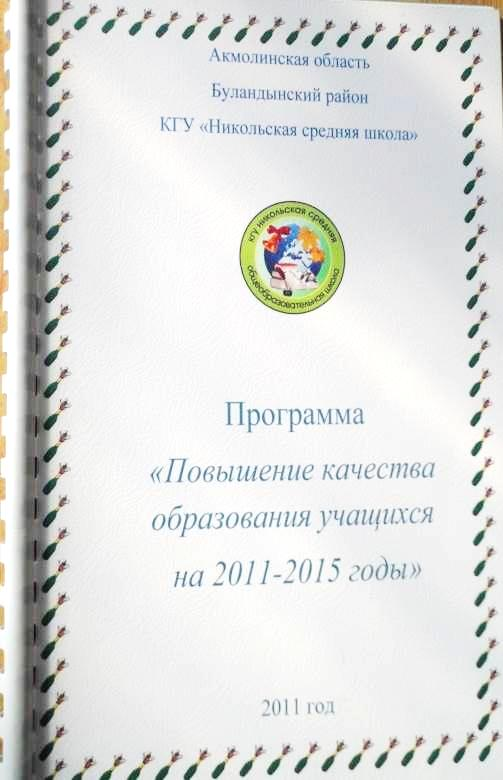 Акмолинская область
Буландынский район
КГУ «Никольская средняя школа»
кгу никольская средняя
общеобразовательная школа
Программа
«Повышение качества
образования учащихся
на 2011-2015 годы»
2011 год